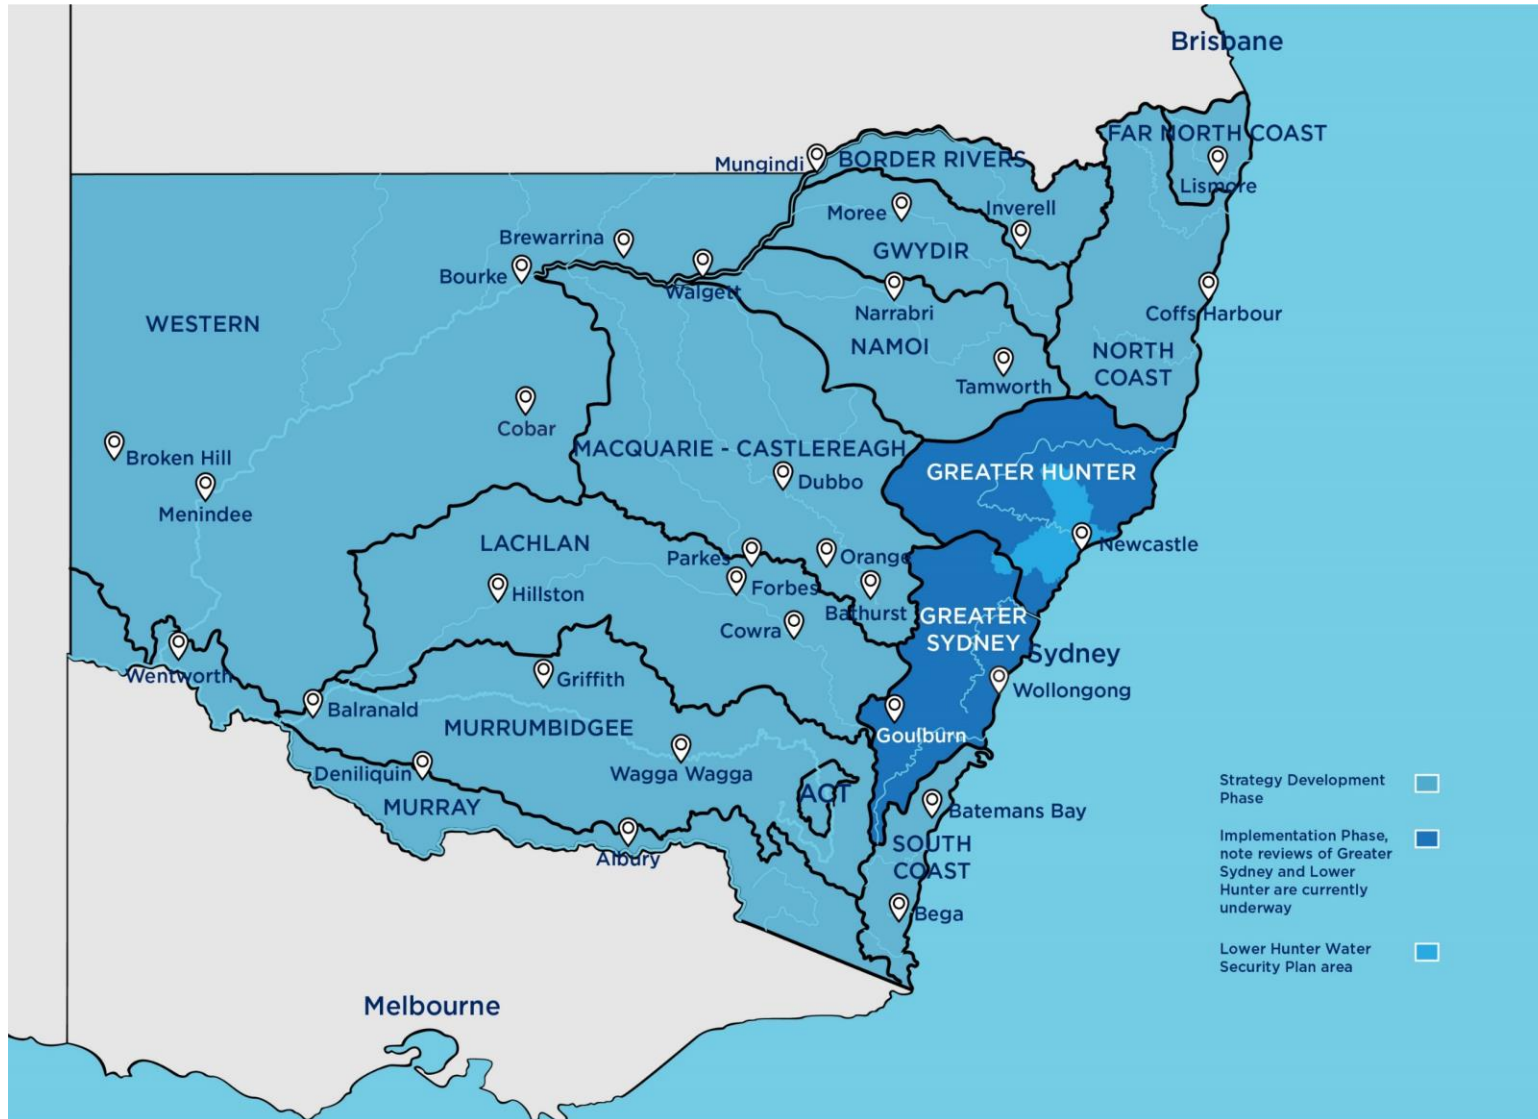 Brisbane
FAR NORTH COAST
Mungindi
BORDER RIVERS
Lismore
Moree
Inverell
Brewarrina
GWYDIR
Bourke
Walgett
Narrabri
Coffs Harbour
WESTERN
NAMOI
NORTH
COAST
Tamworth
Cobar
MACQUARIE - CASTLEREAGH
Broken Hill
GREATER HUNTER
Dubbo
Menindee
LACHLAN
Newcastle
Parkes
Orange
Hillston
Forbes
Bathurst
GREATER
SYDNEY
Cowra
Sydney
Wentworth
Griffith
Wollongong
Balranald
MURRUMBIDGEE
Goulburn
Deniliquin
Wagga Wagga
ACT
MURRAY
Batemans Bay
Albury
SOUTH
COAST
Bega
Melbourne
Strategy Development
Phase
Implementation Phase,
note reviews of Greater
Sydney and Lower
Hunter are currently
underway
Lower Hunter Water
Security Plan area